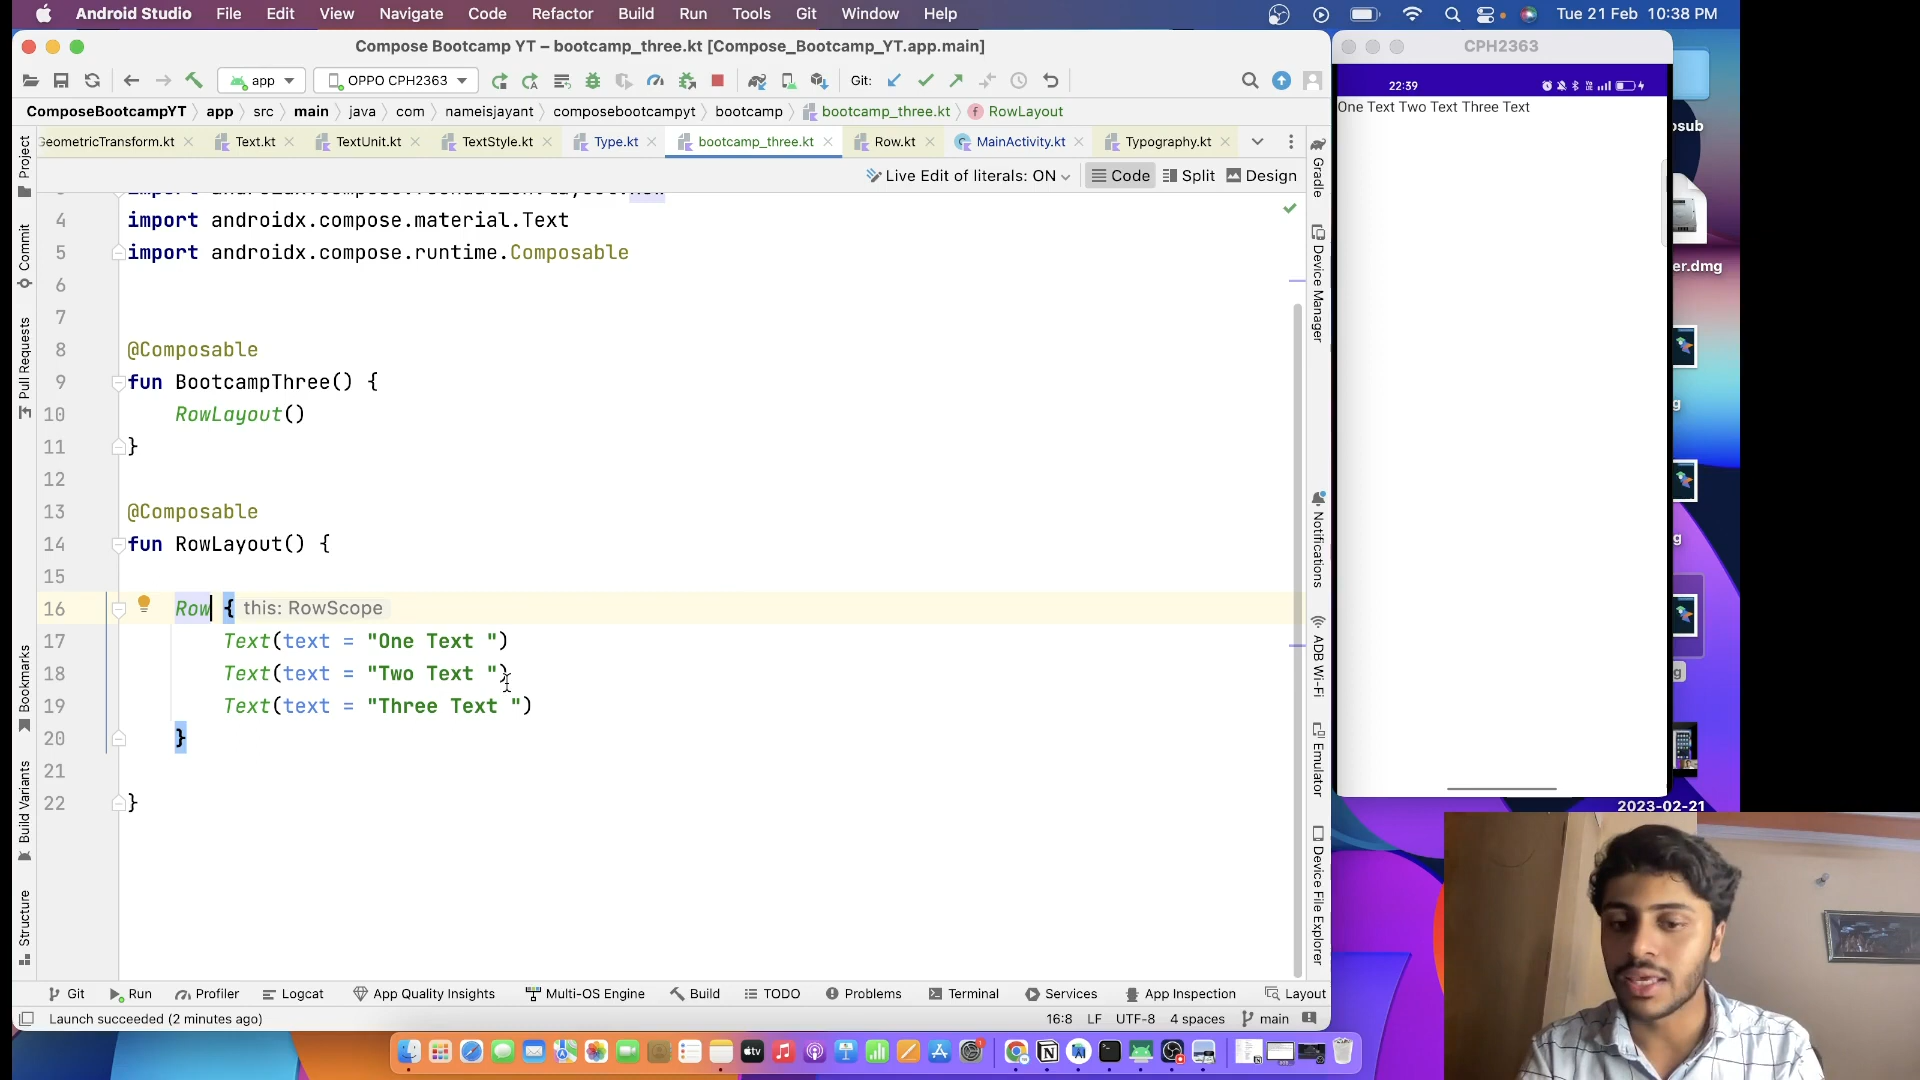 Android Studio File Edit View Navigate Code Refactor Build Run Tools Git Window Help Tue 21 Feb 10:38 PM
Compose Bootcamp YT – bootcamp_three.kt [Compose_Bootcamp_YT.app.main]
CPH2363
app OPPO CPH2363 Git:
22:39
ComposeBootcampYT app src main java com nameisjayant composebootcampyt bootcamp bootcamp_three.kt RowLayout
One Text Two Text Three Text
GeometricTransform.kt Text.kt TextUnit.kt TextStyle.kt Type.kt bootcamp_three.kt Row.kt MainActivity.kt Typography.kt
Live Edit of literals: ON Code Split Design
4 import androidx.compose.material.Text
5 import androidx.compose.runtime.Composable
6
7
8 @Composable
9 fun BootcampThree() {
10 RowLayout()
11 }
12
13 @Composable
14 fun RowLayout() {
15
16 Row { this: RowScope
17 Text(text = "One Text ")
18 Text(text = "Two Text ")
19 Text(text = "Three Text ")
20 }
21
22 }
Project
Commit
Pull Requests
Bookmarks
Build Variants
Structure
Gradle
Device Manager
Notifications
ADB Wi-Fi
Emulator
Device File Explorer
er.dmg
2023-02-21
Git Run Profiler Logcat App Quality Insights Multi-OS Engine Build TODO Problems Terminal Services App Inspection Layout
Launch succeeded (2 minutes ago) 16:8 LF UTF-8 4 spaces main